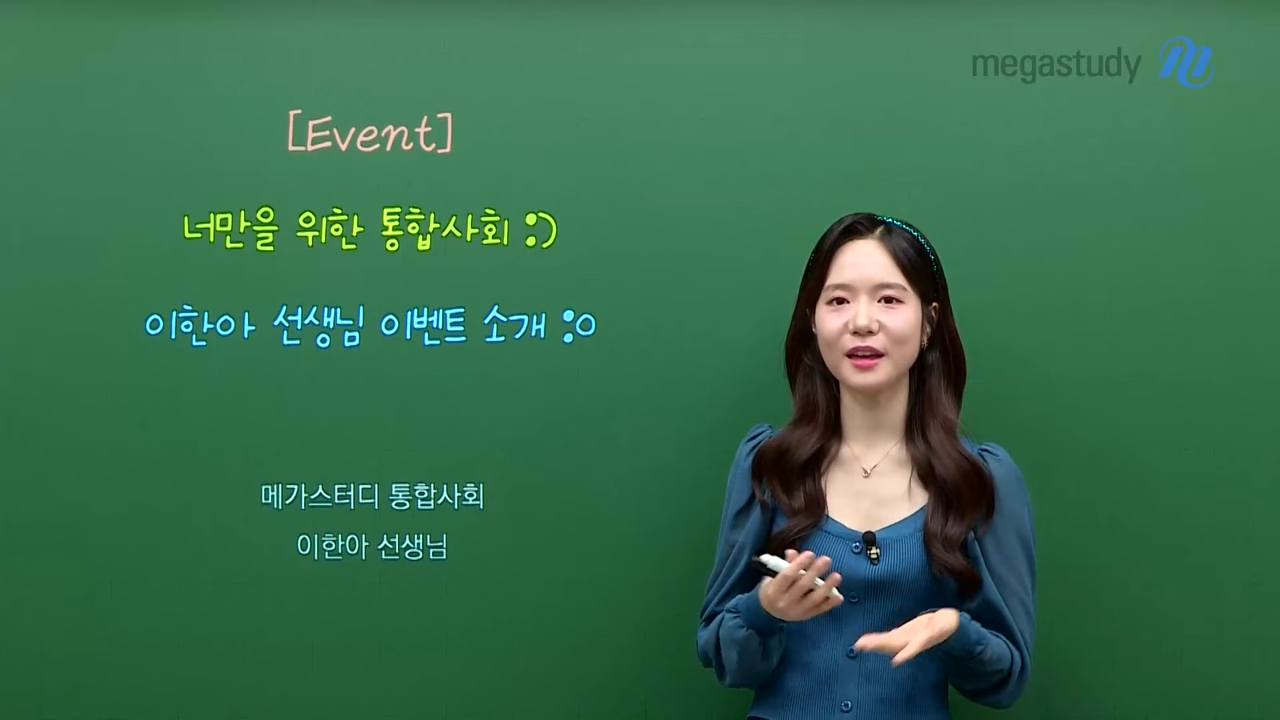 megastudy
[Event]
너만을 위한 통합사회 :)
이한아 선생님 이벤트 소개 :o
메가스터디 통합사회
이한아 선생님